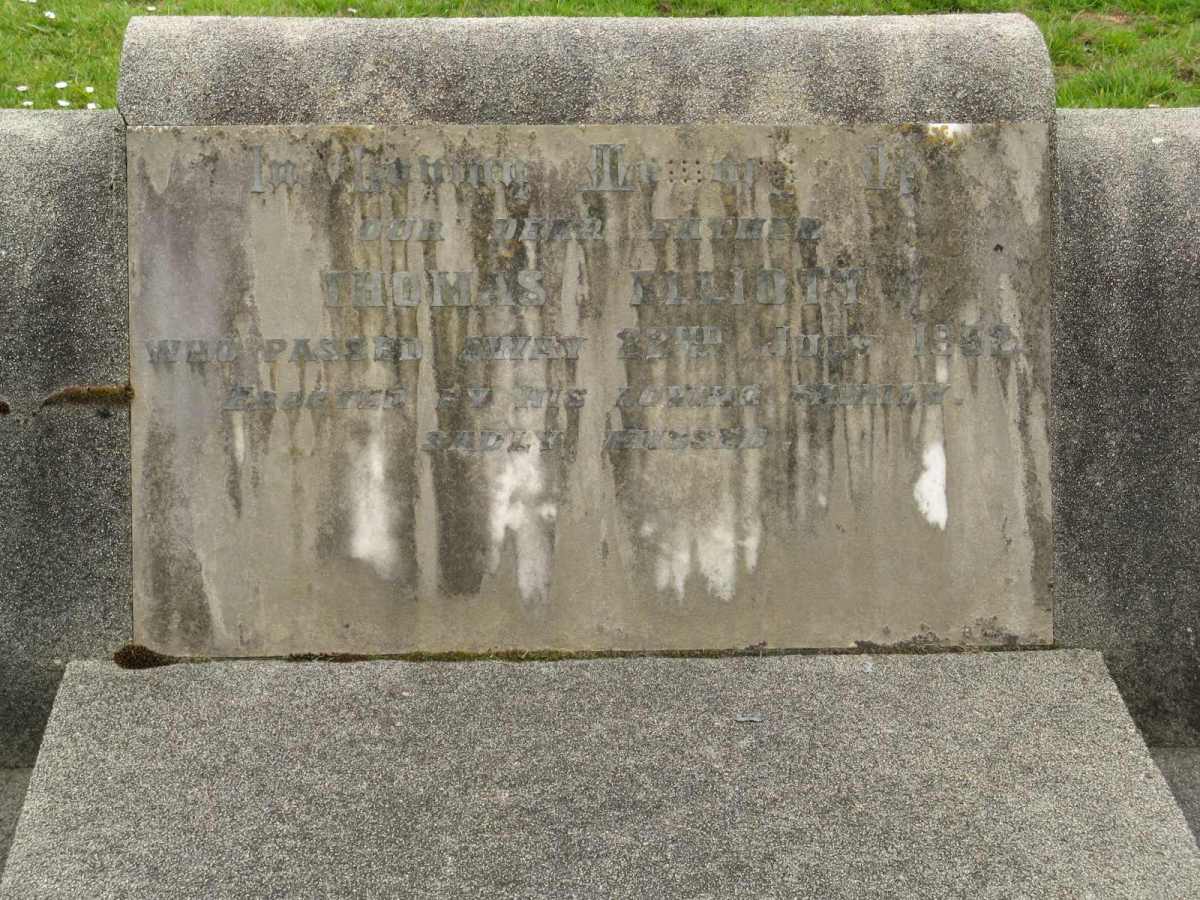 In Loving Memory Of
OUR DEAR FATHER
THOMAS ELLIOTT
WHO PASSED AWAY 22ND July 1952.
ERECTED BY HIS LOVING FAMILY.
SADLY MISSED.